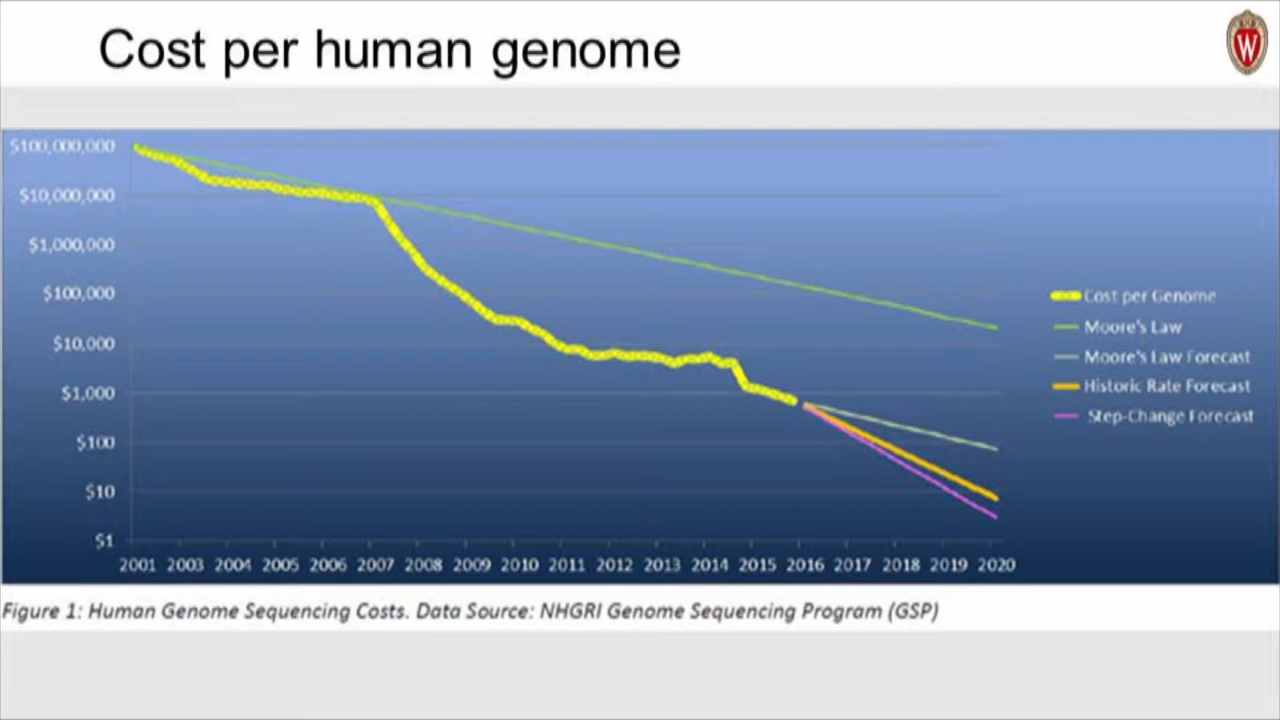 Cost per human genome
W
$100,000,000
$10,000,000
$1,000,000
$100,000
$10,000
$1,000
$100
$10
$1
2001 2003 2004 2005 2006 2007 2008 2009 2010 2011 2012 2013 2014 2015 2016 2017 2018 2019 2020
Cost per Genome
Moore's Law
Moore's Law Forecast
Historic Rate Forecast
Step-Change Forecast
Figure 1: Human Genome Sequencing Costs. Data Source: NHGRI Genome Sequencing Program (GSP)